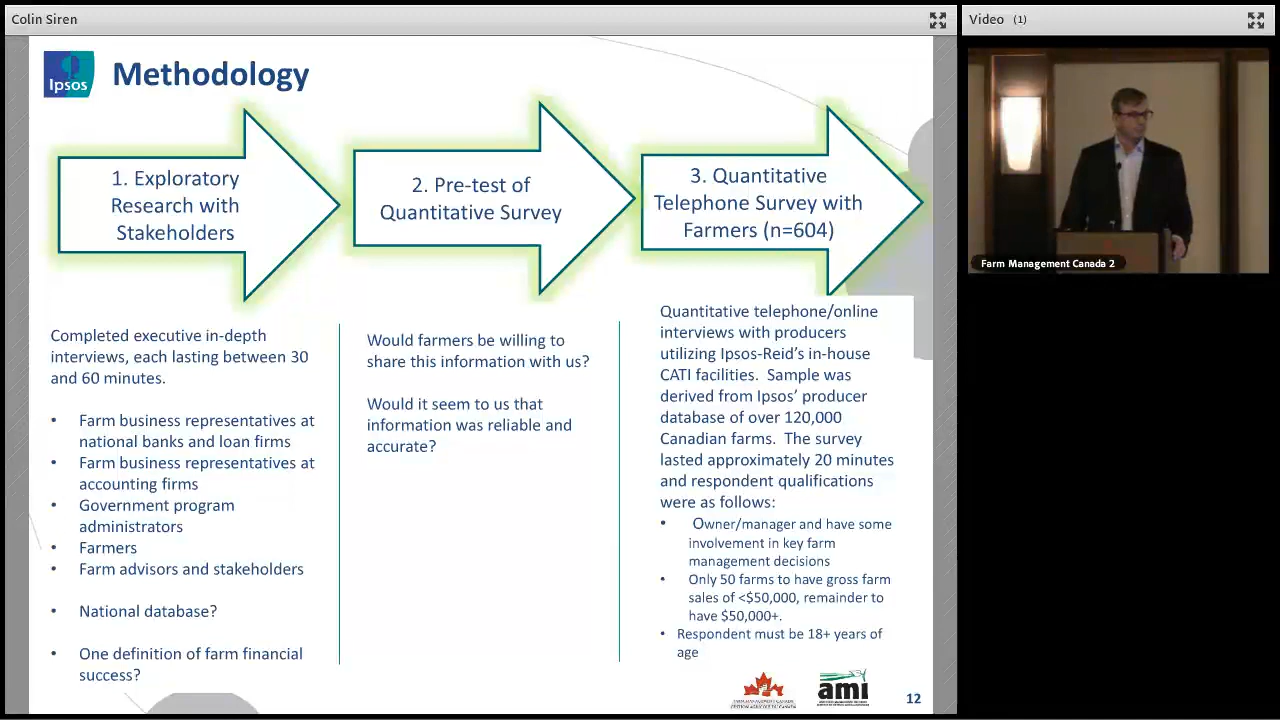 Colin Siren
Video (1)
Ipsos
Methodology
1. Exploratory
Research with
Stakeholders
2. Pre-test of
Quantitative Survey
3. Quantitative
Telephone Survey with
Farmers (n=604)
Farm Management Canada 2
Completed executive in-depth
interviews, each lasting between 30
and 60 minutes.
• Farm business representatives at
national banks and loan firms
• Farm business representatives at
accounting firms
• Government program
administrators
• Farmers
• Farm advisors and stakeholders
• National database?
• One definition of farm financial
success?
Would farmers be willing to
share this information with us?
Would it seem to us that
information was reliable and
accurate?
Quantitative telephone/online
interviews with producers
utilizing Ipsos-Reid's in-house
CATI facilities. Sample was
derived from Ipsos' producer
database of over 120,000
Canadian farms. The survey
lasted approximately 20 minutes
and respondent qualifications
were as follows:
• Owner/manager and have some
involvement in key farm
management decisions
• Only 50 farms to have gross farm
sales of <$50,000, remainder to
have $50,000+.
• Respondent must be 18+ years of
age
ami
12